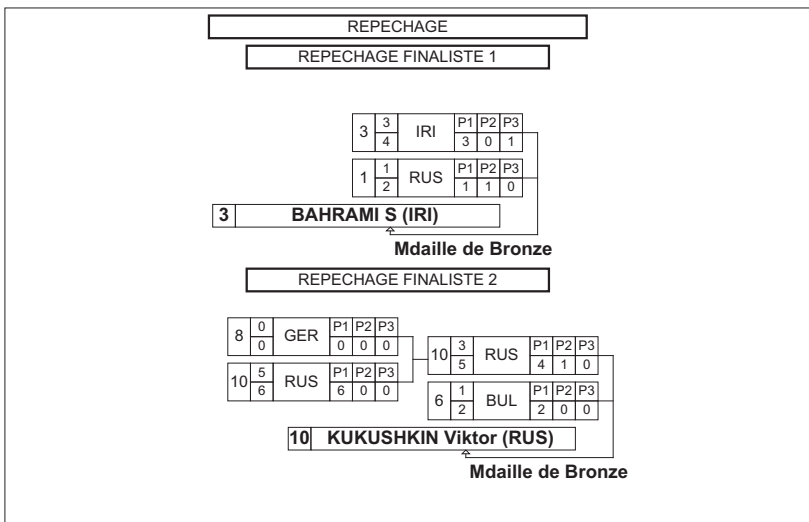 REPECHAGE
REPECHAGE FINALISTE 1
3 3 IRI P1 P2 P3
4 3 0 1
1 1 RUS P1 P2 P3
2 1 1 0
3 BAHRAMI S (IRI)
Mdaille de Bronze
REPECHAGE FINALISTE 2
8 0 GER P1 P2 P3
0 0 0 0
10 5 RUS P1 P2 P3
6 6 0 0
10 3 RUS P1 P2 P3
5 4 1 0
6 1 BUL P1 P2 P3
2 2 0 0
10 KUKUSHKIN Viktor (RUS)
Mdaille de Bronze